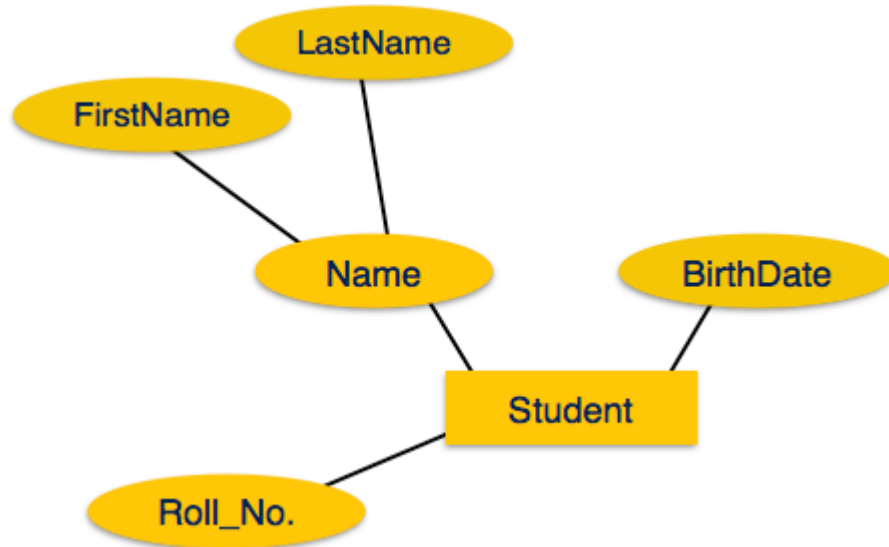 LastName
FirstName
Name
BirthDate
Student
Roll_No.